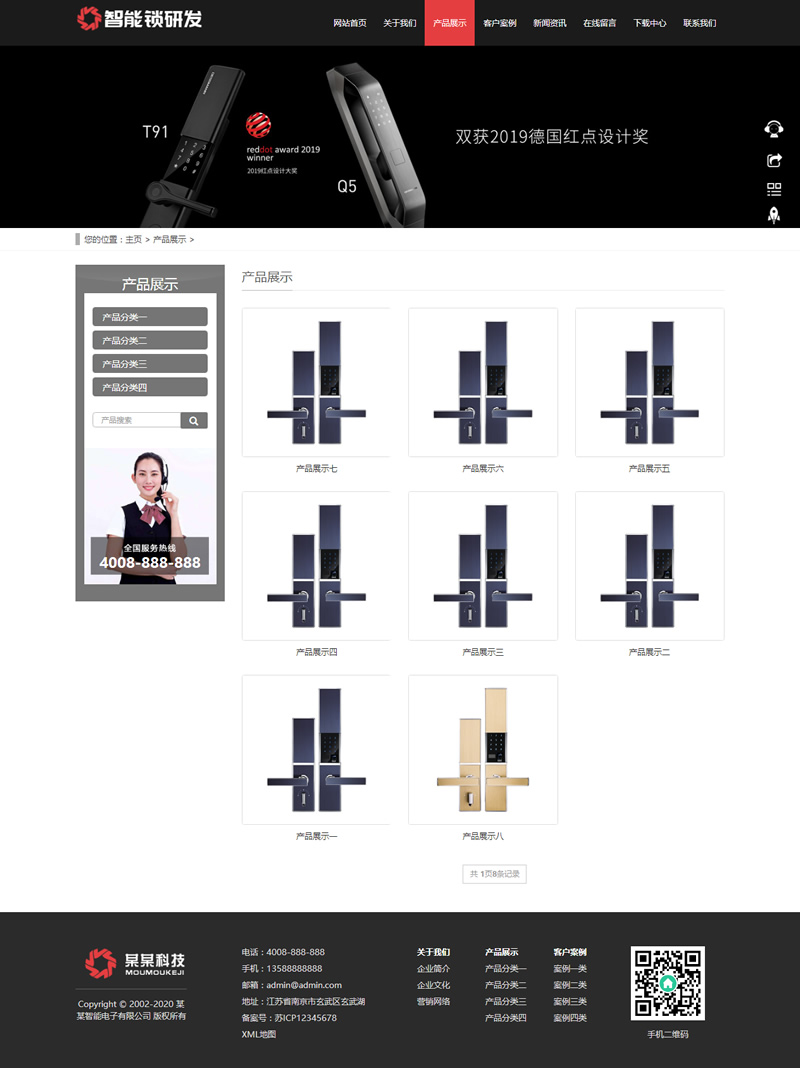 智能锁研发
网站首页 关于我们 产品展示 客户案例 新闻资讯 在线留言 下载中心 联系我们
T91
reddot award 2019
winner
2019红点设计大奖
Q5
双获2019德国红点设计奖
您的位置：主页 > 产品展示 >
产品展示
产品分类一
产品分类二
产品分类三
产品分类四
产品搜索
全国服务热线
4008-888-888
产品展示
产品展示七 产品展示六 产品展示五
产品展示四 产品展示三 产品展示二
产品展示一 产品展示八
共 1页8条记录
某某科技
MOUMOUKEJI
Copyright © 2002-2020 某
某智能电子有限公司 版权所有
电话：4008-888-888
手机：13588888888
邮箱：admin@admin.com
地址：江苏省南京市玄武区玄武湖
备案号：苏ICP12345678
XML地图
关于我们
企业简介
企业文化
营销网络
产品展示
产品分类一
产品分类二
产品分类三
产品分类四
客户案例
案例一类
案例二类
案例三类
案例四类
手机二维码